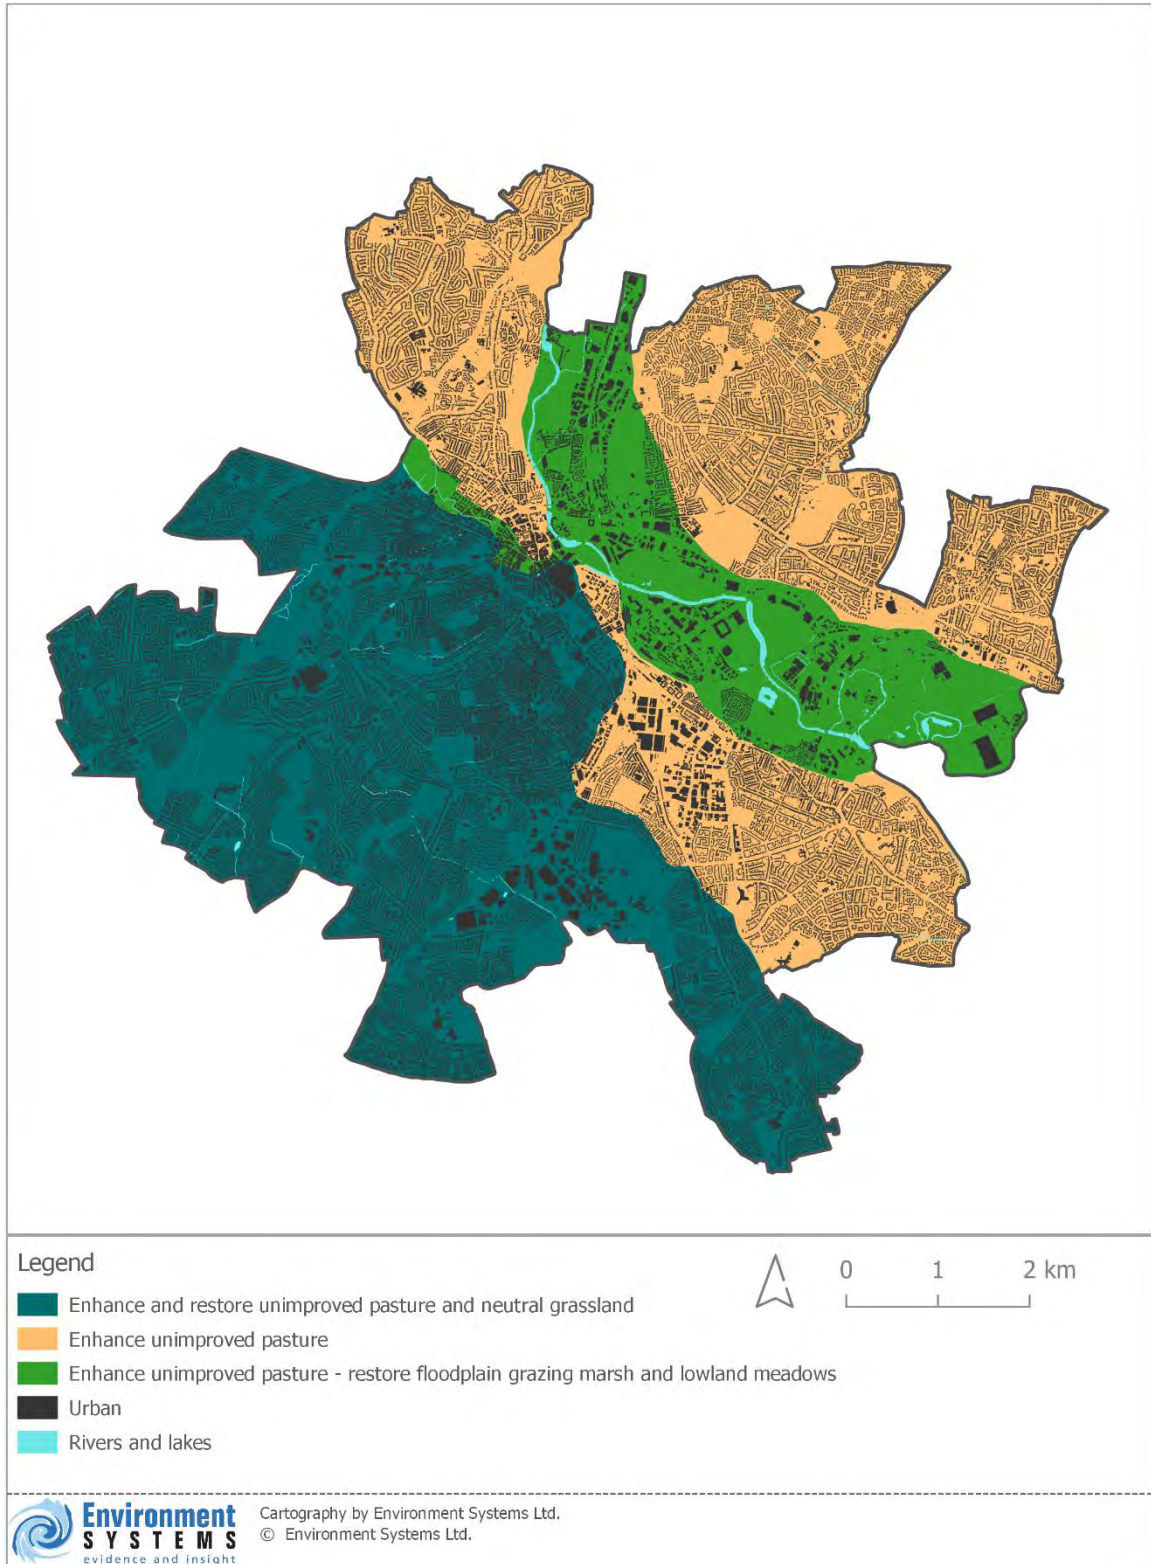 Legend
Enhance and restore unimproved pasture and neutral grassland
Enhance unimproved pasture
Enhance unimproved pasture - restore floodplain grazing marsh and lowland meadows
Urban
Rivers and lakes
0 1 2 km
Environment
SYSTEMS
evidence and insight
Cartography by Environment Systems Ltd.
© Environment Systems Ltd.